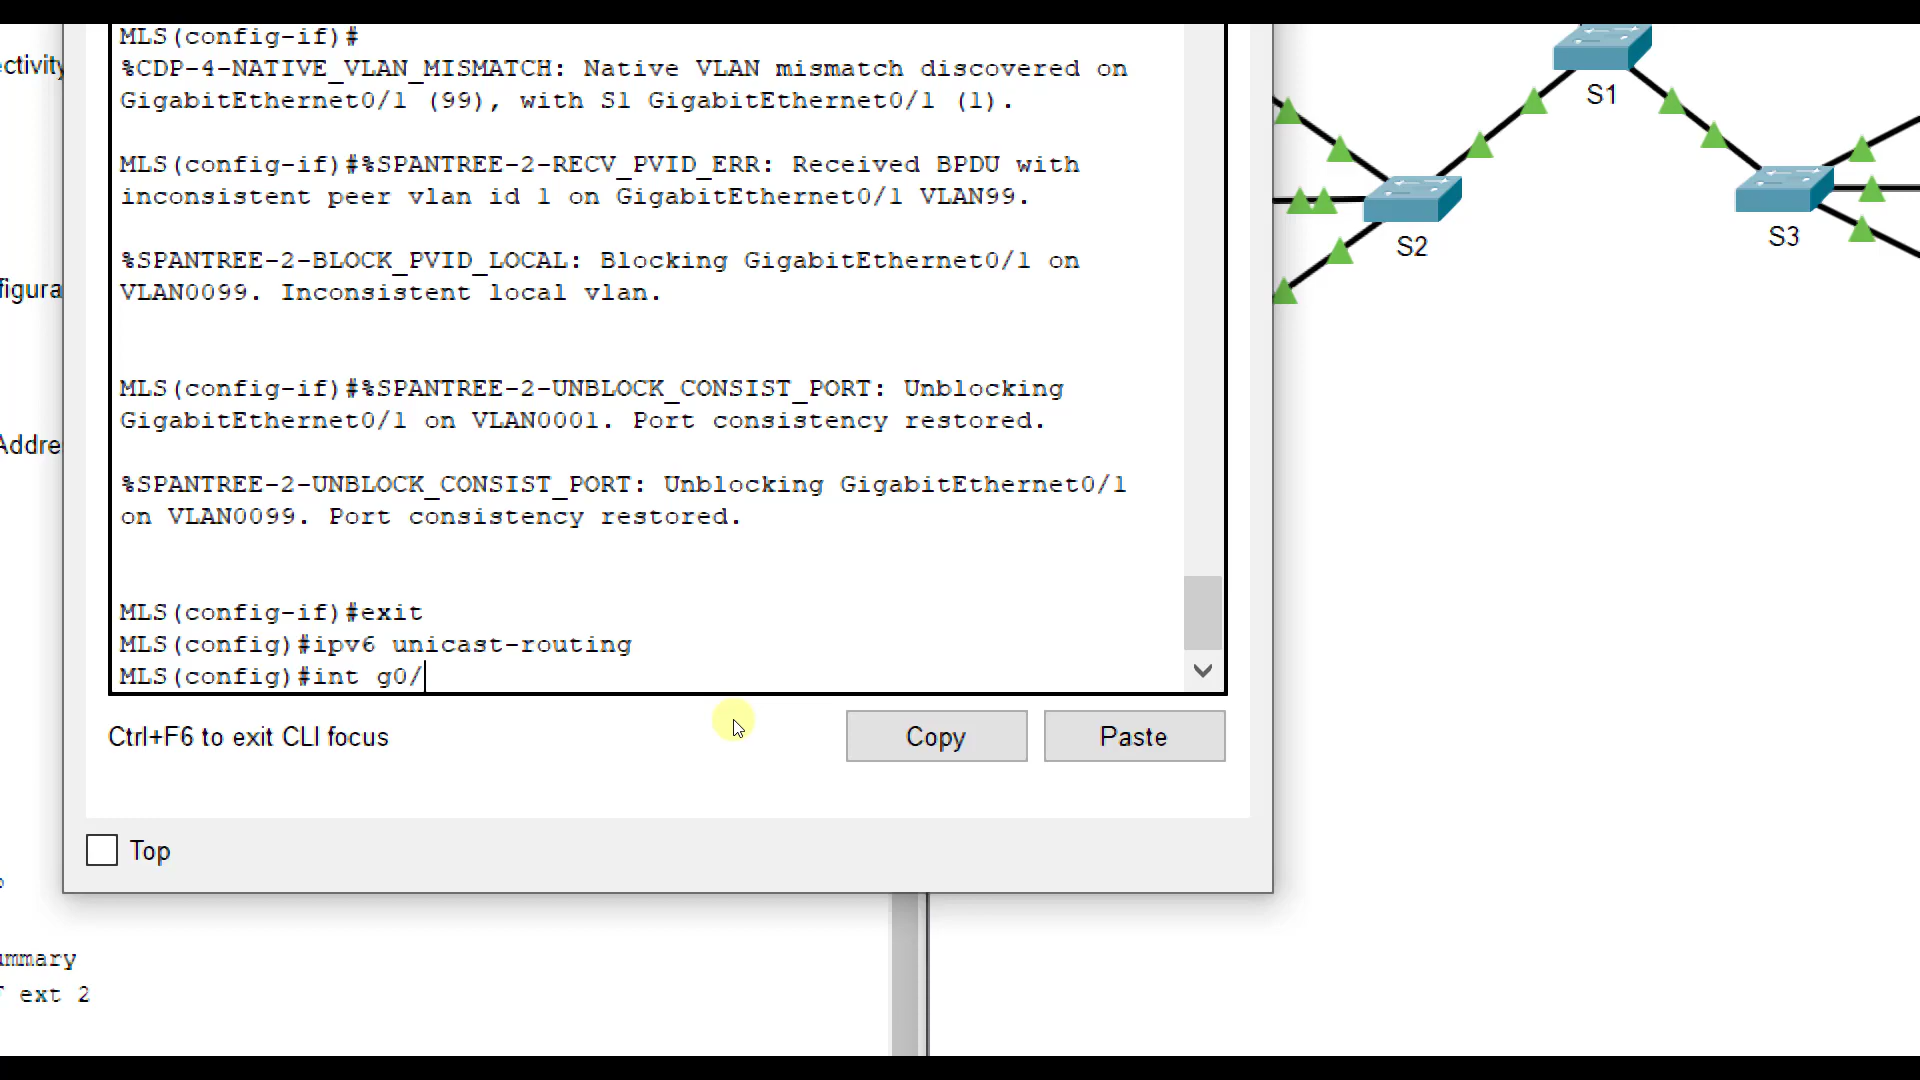 MLS(config-if)#
%CDP-4-NATIVE_VLAN_MISMATCH: Native VLAN mismatch discovered on
GigabitEthernet0/1 (99), with S1 GigabitEthernet0/1 (1).
MLS(config-if)#%SPANTREE-2-RECV_PVID_ERR: Received BPDU with
inconsistent peer vlan id 1 on GigabitEthernet0/1 VLAN99.
%SPANTREE-2-BLOCK_PVID_LOCAL: Blocking GigabitEthernet0/1 on
VLAN0099. Inconsistent local vlan.
MLS(config-if)#%SPANTREE-2-UNBLOCK_CONSIST_PORT: Unblocking
GigabitEthernet0/1 on VLAN0001. Port consistency restored.
%SPANTREE-2-UNBLOCK_CONSIST_PORT: Unblocking GigabitEthernet0/1
on VLAN0099. Port consistency restored.
MLS(config-if)#exit
MLS(config)#ipv6 unicast-routing
MLS(config)#int g0/
Ctrl+F6 to exit CLI focus
Copy
Paste
Top
ectivity
figura
Addre
ummary
ext 2
S1
S2
S3